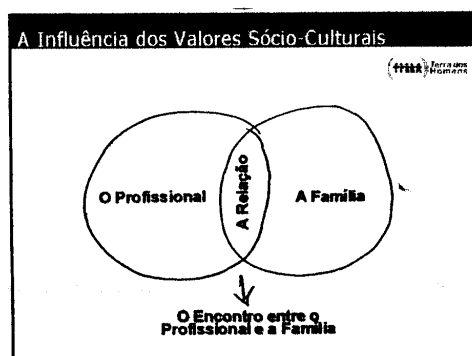 A Influência dos Valores Sócio-Culturais
Terra dos
Homens
O Profissional
A Relação
A Família
O Encontro entre o
Profissional e a Família